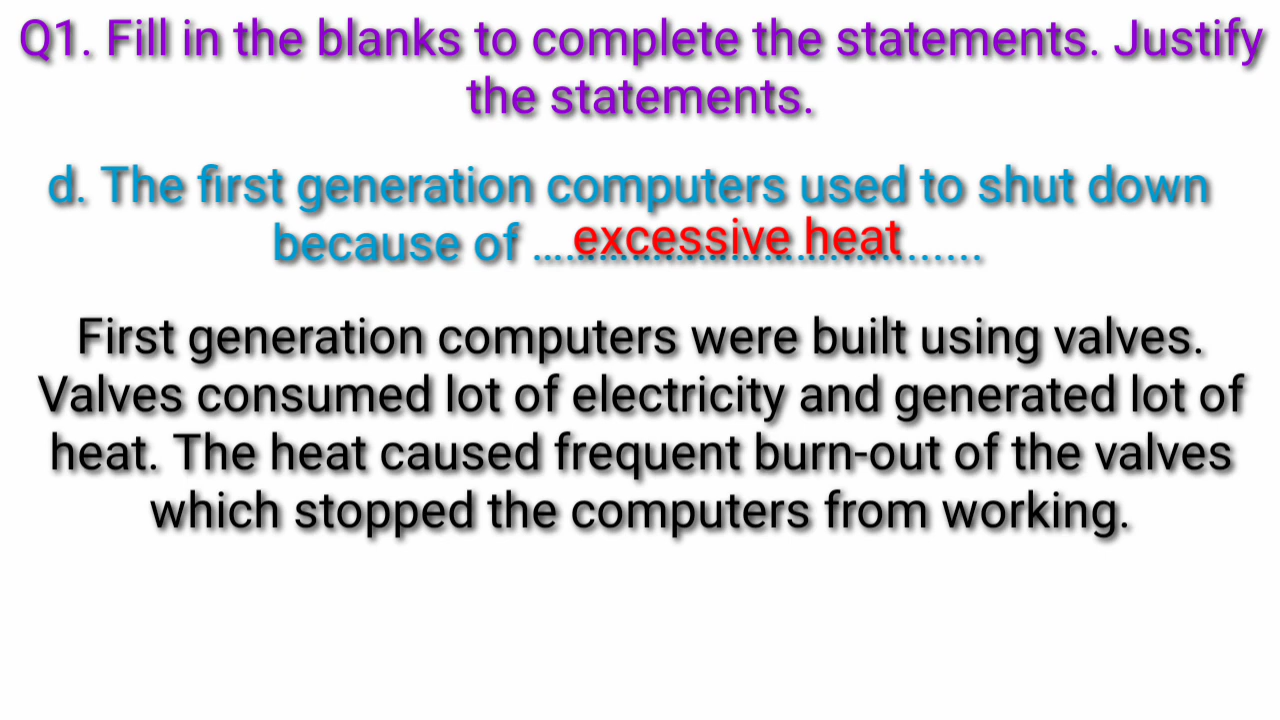 Q1. Fill in the blanks to complete the statements. Justify
the statements.
d. The first generation computers used to shut down
because of ....excessive heat......
First generation computers were built using valves.
Valves consumed lot of electricity and generated lot of
heat. The heat caused frequent burn-out of the valves
which stopped the computers from working.